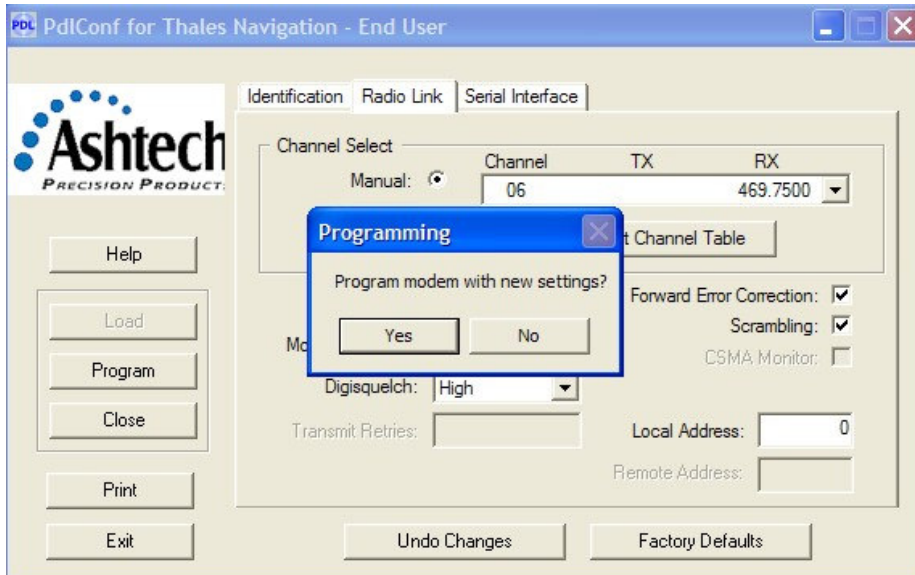 PDL PdlConf for Thales Navigation - End User
Identification Radio Link Serial Interface
Ashtech
PRECISION PRODUCT
Channel Select
Channel TX RX
Manual:
06 469.7500
Programming
t Channel Table
Help
Program modem with new settings?
Forward Error Correction:
Load
Yes No
Scrambling:
Mo
CSMA Monitor:
Program
Digisquelch: High
Close
Transmit Retries:
Local Address: 0
Remote Address:
Print
Exit
Undo Changes
Factory Defaults